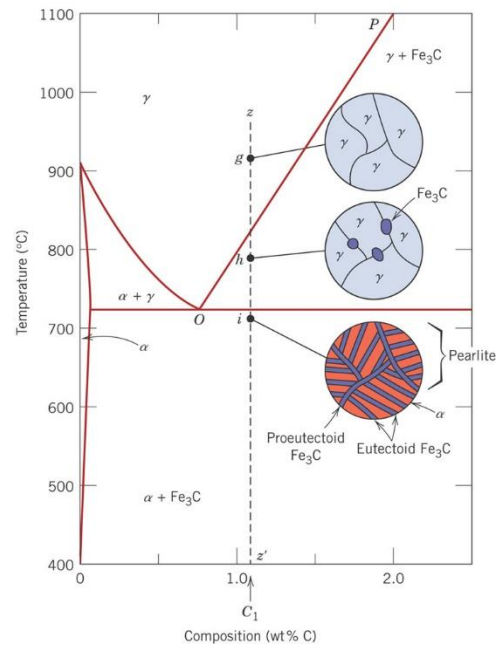 1100
P
γ + Fe₃C
γ
1000
z
γ γ
γ
γ
900
g
Fe₃C
γ
γ
γ
γ
800
h
α + γ
O
i
700
α
Pearlite
600
α
Proeutectoid
Fe₃C
Eutectoid Fe₃C
500
α + Fe₃C
z′
400
0
1.0
2.0
C₁
Temperature (°C)
Composition (wt% C)